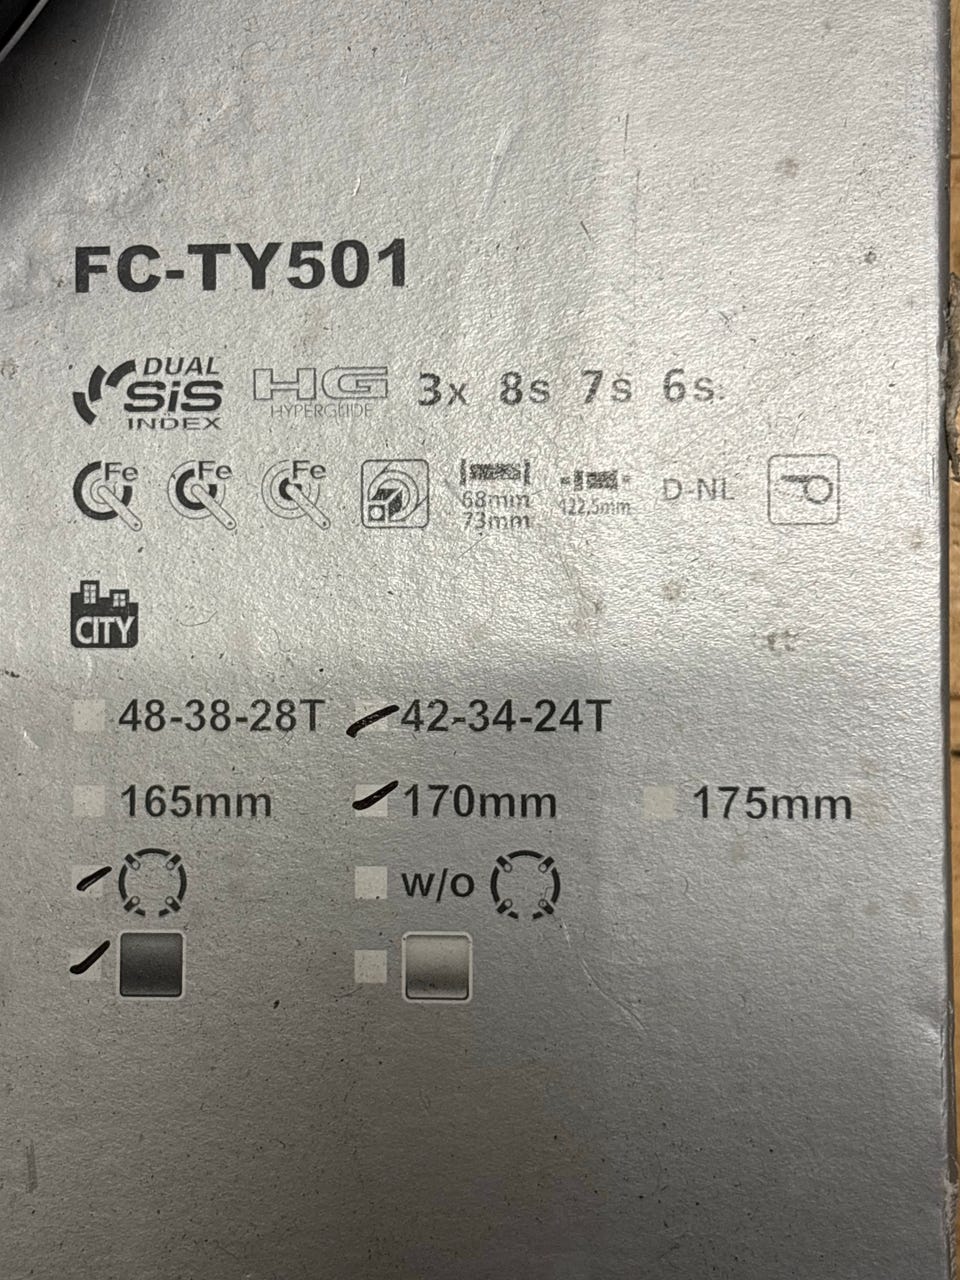 FC-TY501
DUAL SiS INDEX HG HYPERGLIDE 3x 8s 7s 6s
Fe Fe Fe 68mm 73mm 122,5mm D-NL
CITY
48-38-28T 42-34-24T
165mm 170mm 175mm
w/o